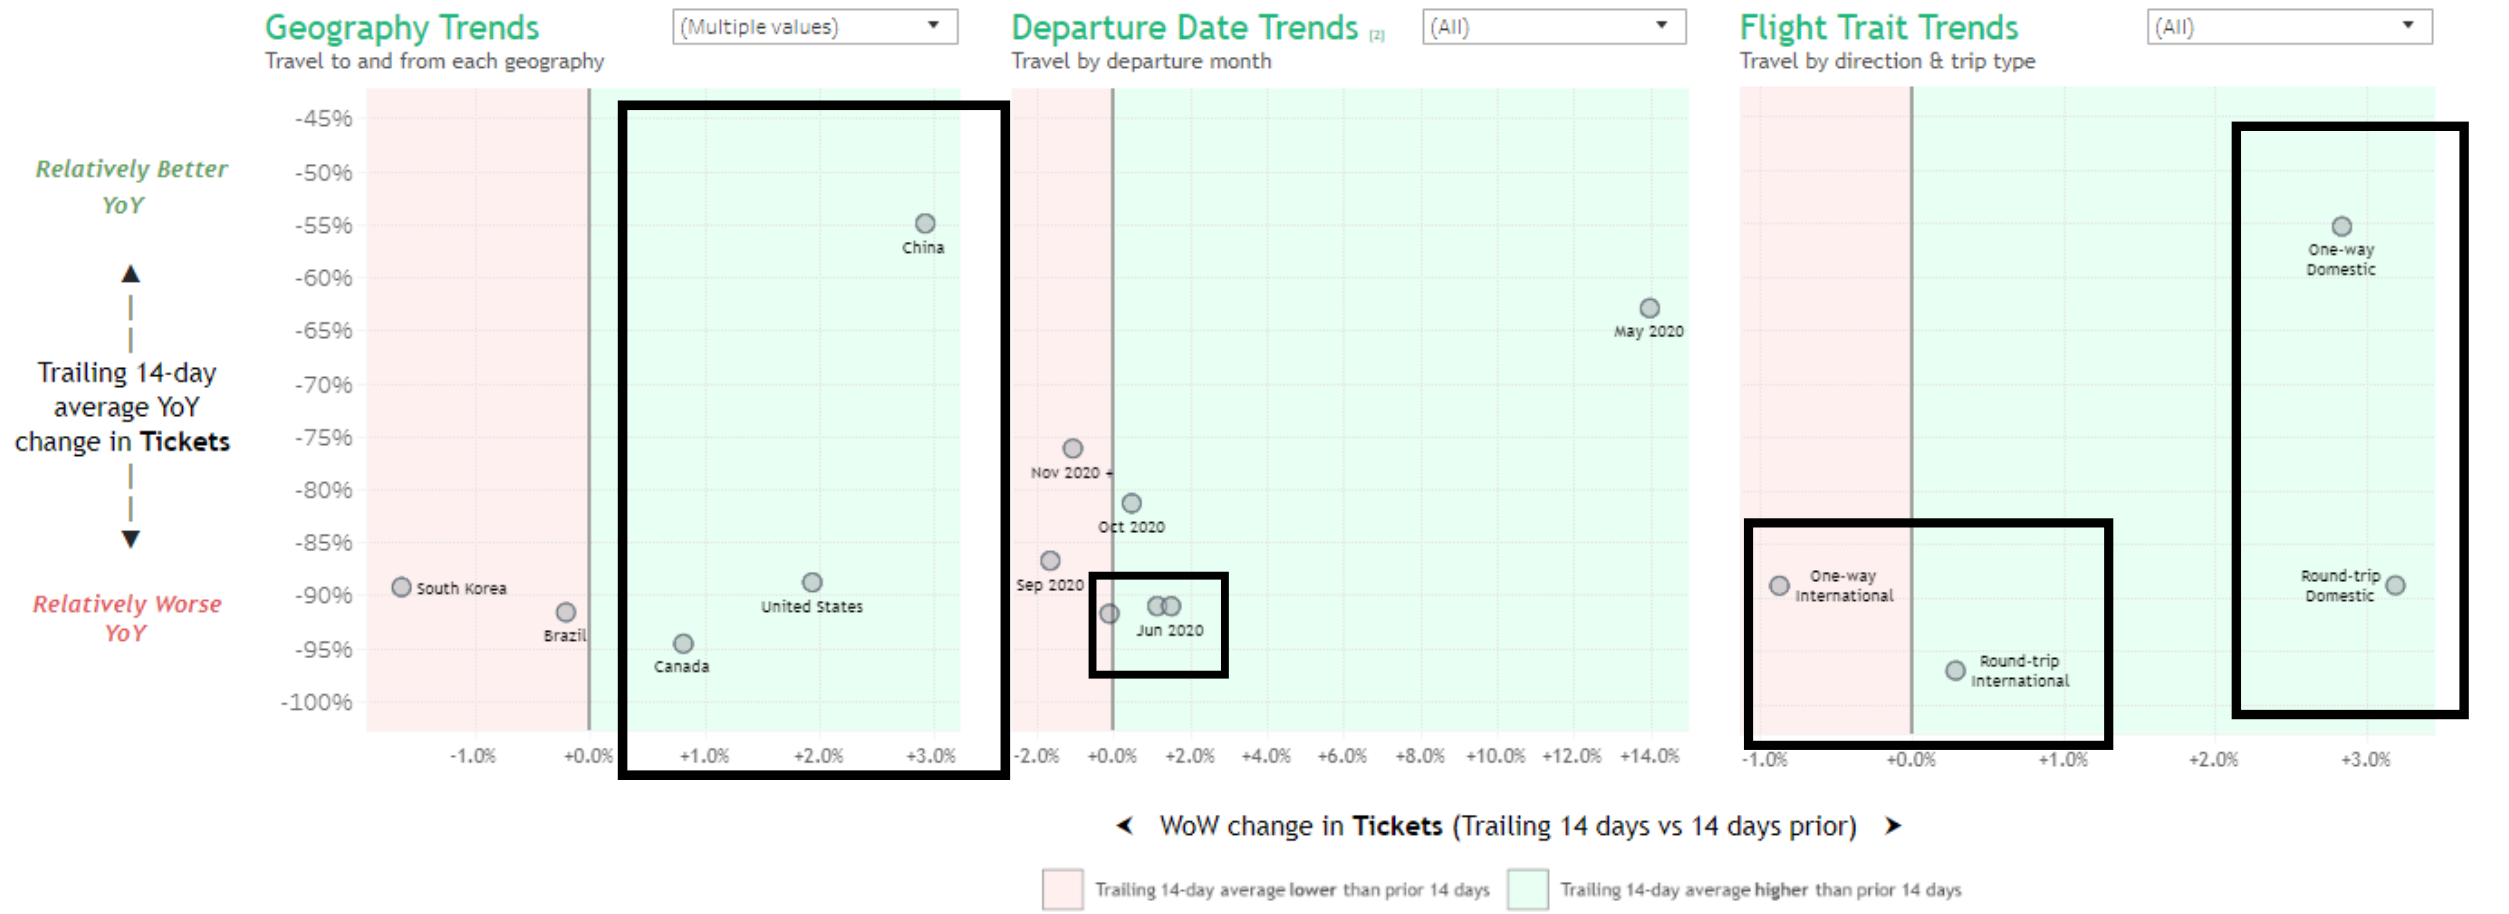 Geography Trends
(Multiple values)
Travel to and from each geography
Departure Date Trends [2]
(All)
Travel by departure month
Flight Trait Trends
(All)
Travel by direction & trip type
Relatively Better
YoY
Trailing 14-day
average YoY
change in Tickets
Relatively Worse
YoY
-45%
-50%
-55%
-60%
-65%
-70%
-75%
-80%
-85%
-90%
-95%
-100%
China
South Korea
United States
Brazil
Canada
-1.0%
+0.0%
+1.0%
+2.0%
+3.0%
May 2020
Nov 2020 +
Oct 2020
Sep 2020
Jun 2020
-2.0%
+0.0%
+2.0%
+4.0%
+6.0%
+8.0%
+10.0%
+12.0%
+14.0%
One-way
Domestic
One-way
International
Round-trip
Domestic
Round-trip
International
-1.0%
+0.0%
+1.0%
+2.0%
+3.0%
WoW change in Tickets (Trailing 14 days vs 14 days prior)
Trailing 14-day average lower than prior 14 days
Trailing 14-day average higher than prior 14 days